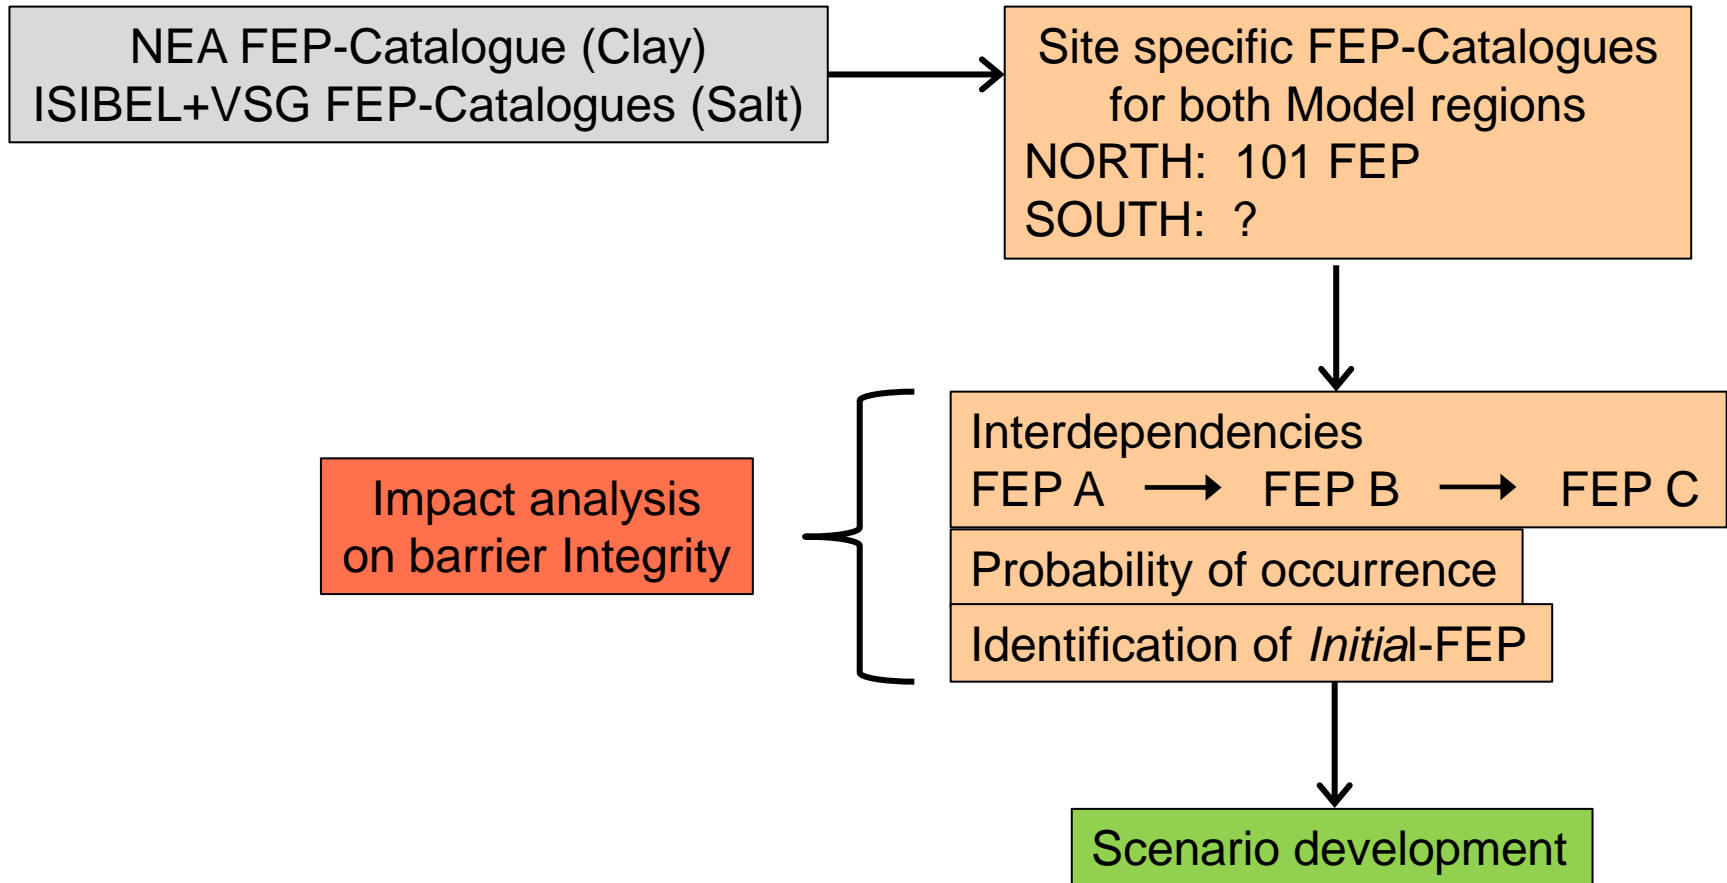 NEA FEP-Catalogue (Clay)
ISIBEL+VSG FEP-Catalogues (Salt)
Site specific FEP-Catalogues
for both Model regions
NORTH: 101 FEP
SOUTH: ?
Impact analysis
on barrier Integrity
Interdependencies
FEP A → FEP B → FEP C
Probability of occurrence
Identification of Initial-FEP
Scenario development